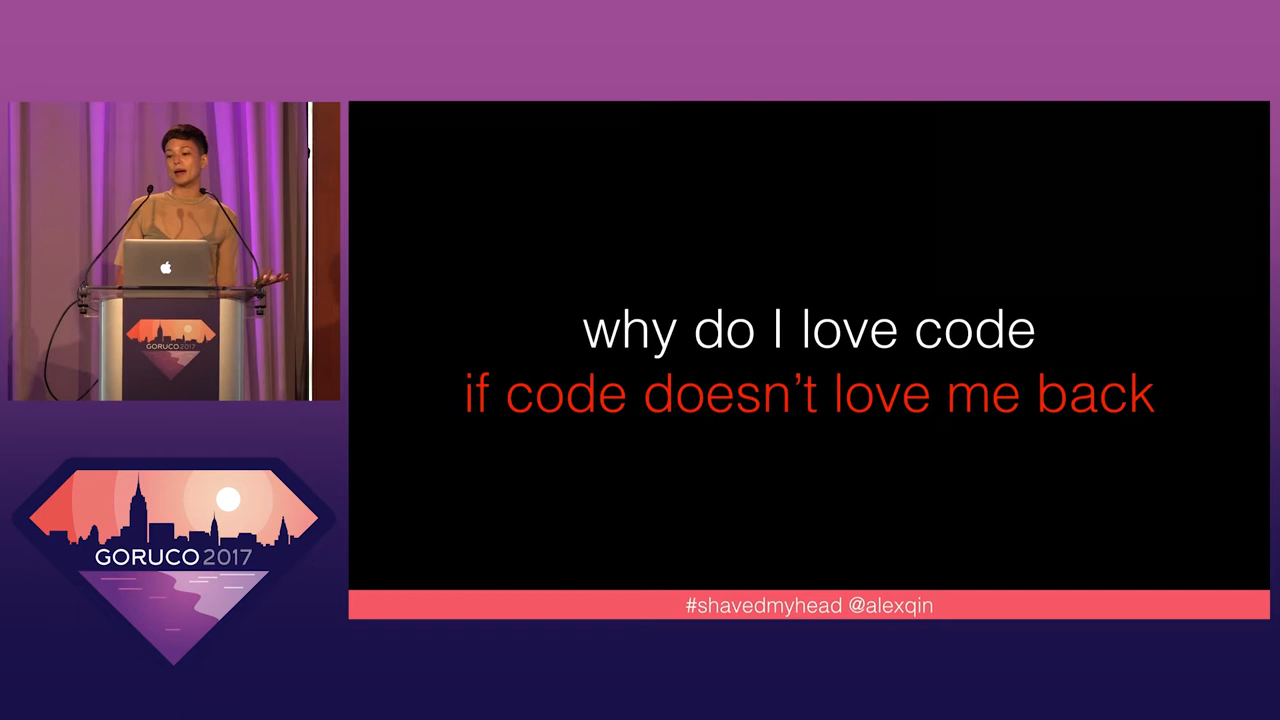 GORUCO 2017
GORUCO 2017
why do I love code
if code doesn't love me back
#shavedmyhead @alexqin